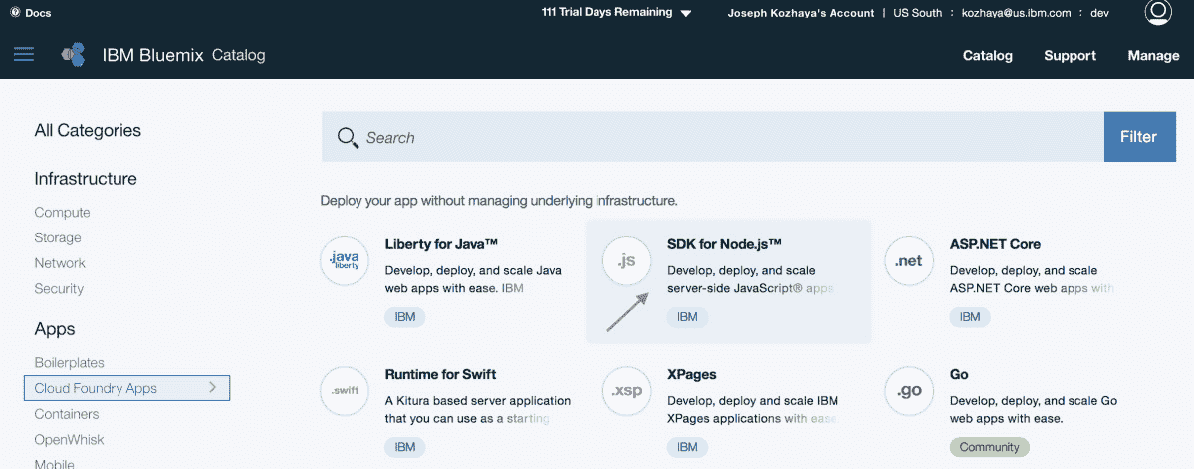 Docs
111 Trial Days Remaining
Joseph Kozhaya's Account | US South : kozhaya@us.ibm.com : dev
IBM Bluemix Catalog
Catalog Support Manage
All Categories
Infrastructure
Compute
Storage
Network
Security
Apps
Boilerplates
Cloud Foundry Apps
Containers
OpenWhisk
Mobile
Search
Filter
Deploy your app without managing underlying infrastructure.
.java
liberty
Liberty for Java™
Develop, deploy, and scale Java
web apps with ease. IBM
IBM
.js
SDK for Node.js™
Develop, deploy, and scale
server-side JavaScript® apps
IBM
.net
ASP.NET Core
Develop, deploy, and scale
ASP.NET Core web apps with
IBM
.swift
Runtime for Swift
A Kitura based server application
that you can use as a starting
IBM
.xsp
XPages
Develop, deploy, and scale IBM
XPages applications with ease.
IBM
.go
Go
Develop, deploy, and scale Go
web apps with ease.
Community